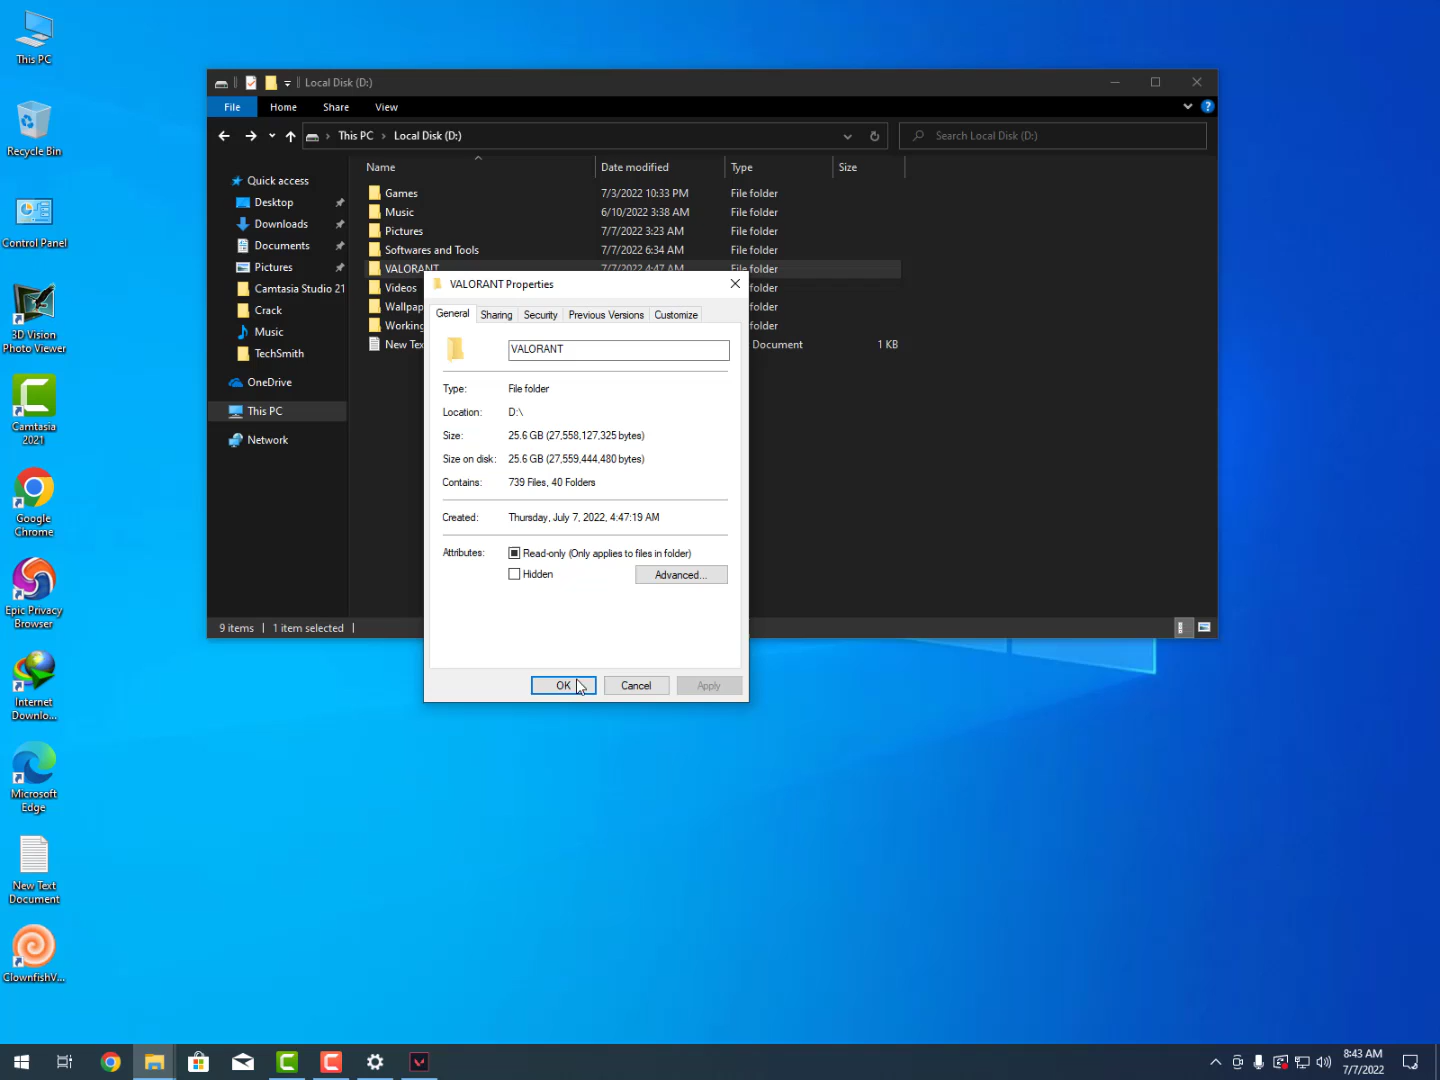 This PC
Recycle Bin
Control Panel
3D Vision
Photo Viewer
Camtasia
2021
Google
Chrome
Epic Privacy
Browser
Internet
Downlo...
Microsoft
Edge
New Text
Document
ClownfishV...
Local Disk (D:)
File Home Share View
This PC Local Disk (D:)
Search Local Disk (D:)
Quick access
Desktop
Downloads
Documents
Pictures
Camtasia Studio 21
Crack
Music
TechSmith
OneDrive
This PC
Network
Name Date modified Type Size
Games 7/3/2022 10:33 PM File folder
Music 6/10/2022 3:38 AM File folder
Pictures 7/7/2022 3:23 AM File folder
Softwares and Tools 7/7/2022 6:34 AM File folder
VALORANT 7/7/2022 4:47 AM File folder
Videos folder
Wallpap folder
Working folder
New Tex Document 1 KB
9 items 1 item selected
VALORANT Properties
General Sharing Security Previous Versions Customize
VALORANT
Type: File folder
Location: D:\
Size: 25.6 GB (27,558,127,325 bytes)
Size on disk: 25.6 GB (27,559,444,480 bytes)
Contains: 739 Files, 40 Folders
Created: Thursday, July 7, 2022, 4:47:19 AM
Attributes: Read-only (Only applies to files in folder)
Hidden Advanced...
OK Cancel Apply
8:43 AM
7/7/2022